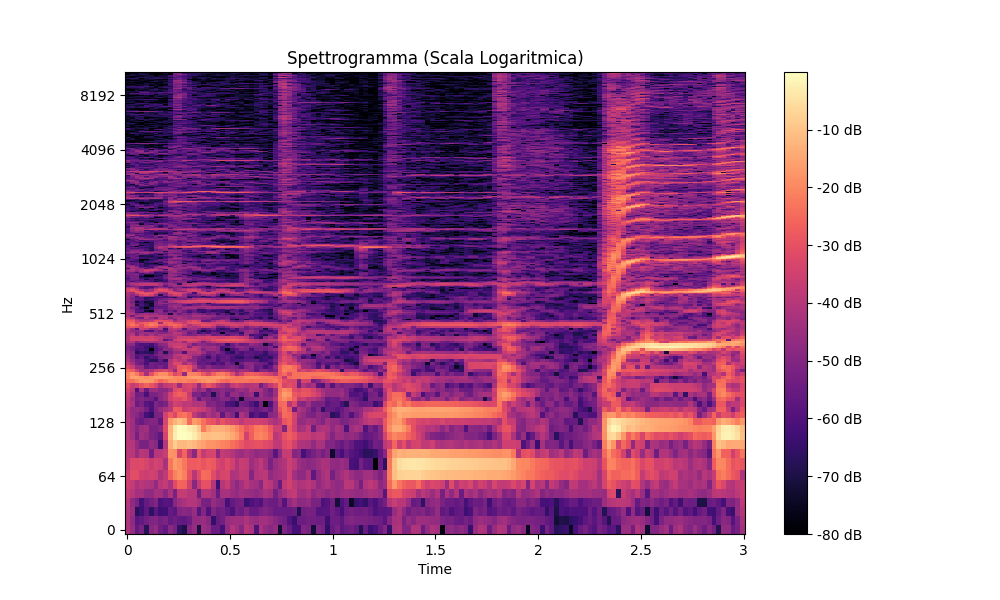 Spettrogramma (Scala Logaritmica)
Hz
8192
4096
2048
1024
512
256
128
64
0
0 0.5 1 1.5 2 2.5 3
Time
-10 dB
-20 dB
-30 dB
-40 dB
-50 dB
-60 dB
-70 dB
-80 dB